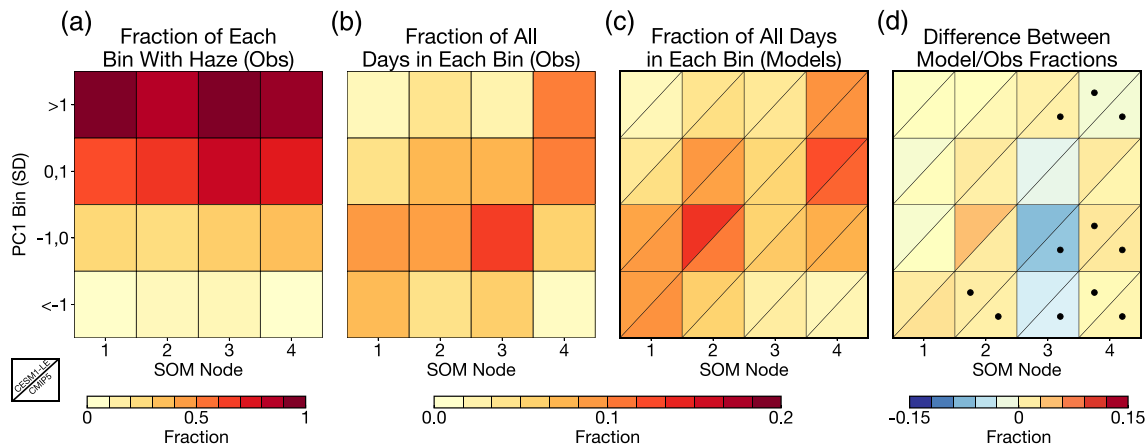 (a)
Fraction of Each
Bin With Haze (Obs)
(b)
Fraction of All
Days in Each Bin (Obs)
(c)
Fraction of All Days
in Each Bin (Models)
(d)
Difference Between
Model/Obs Fractions
PC1 Bin (SD)
>1
0,1
-1,0
<-1
1 2 3 4
SOM Node
1 2 3 4
SOM Node
1 2 3 4
SOM Node
1 2 3 4
SOM Node
CESM1-LE
CMIP5
0 0.5 1
Fraction
0.0 0.1 0.2
Fraction
-0.15 0 0.15
Fraction